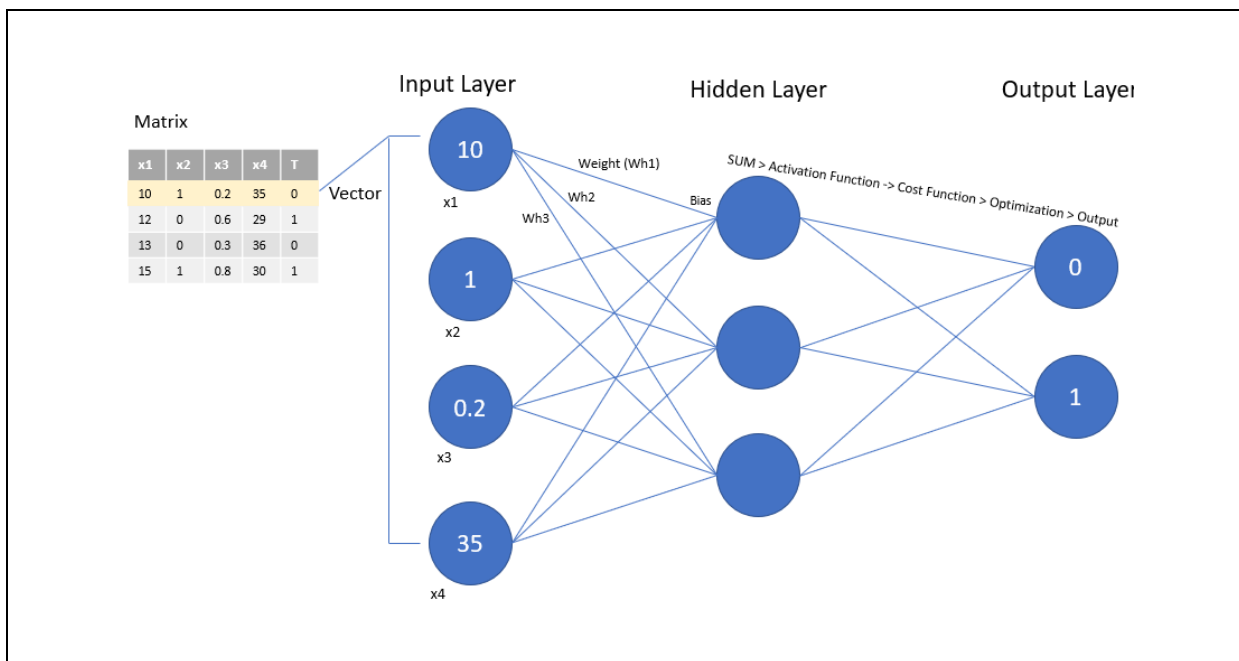 Input Layer
Hidden Layer
Output Layer
Matrix
x1 x2 x3 x4 T
10 1 0.2 35 0
12 0 0.6 29 1
13 0 0.3 36 0
15 1 0.8 30 1
Vector
10
x1
1
x2
0.2
x3
35
x4
Weight (Wh1)
Wh2
Wh3
Bias
SUM > Activation Function -> Cost Function > Optimization > Output
0
1